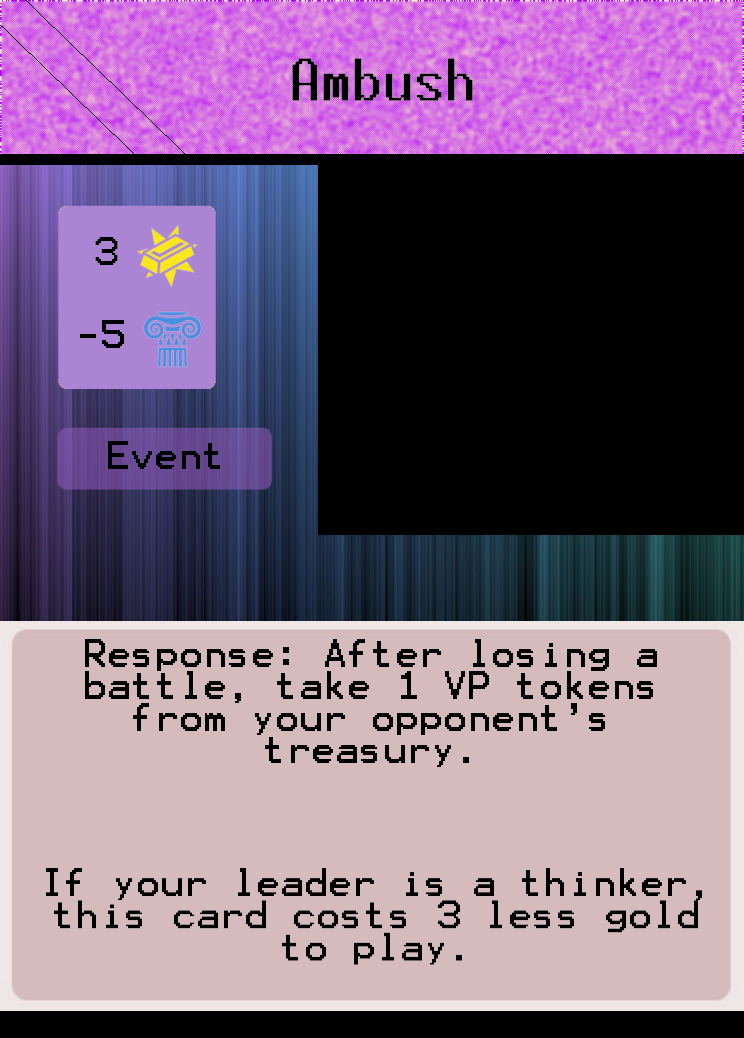 Ambush
3
-5
Event
Response: After losing a
battle, take 1 VP tokens
from your opponent's
treasury.
If your leader is a thinker,
this card costs 3 less gold
to play.